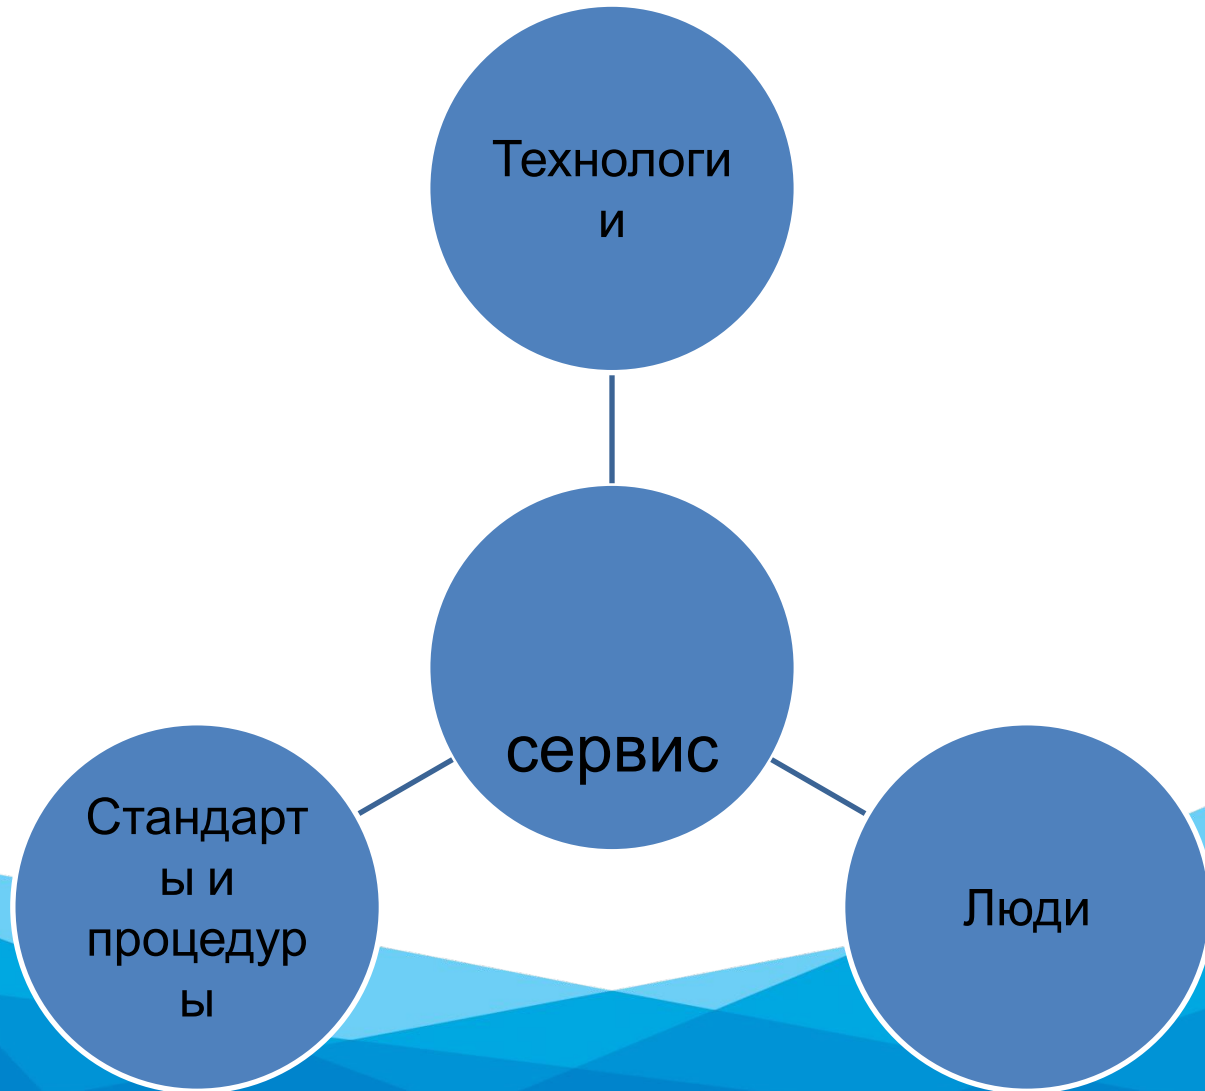 Технологи
и
сервис
Стандарт
ы и
процедур
ы
Люди